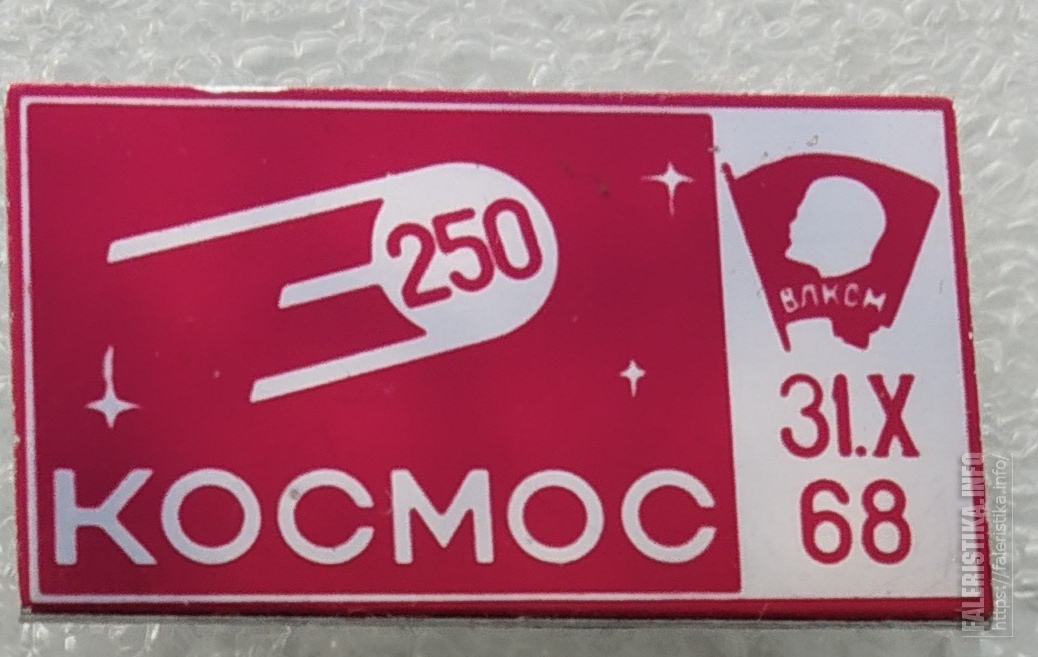 250
КОСМОС
ВЛКСМ
31.X
68
FALERISTIKA.INFO
https://faleristika.info/